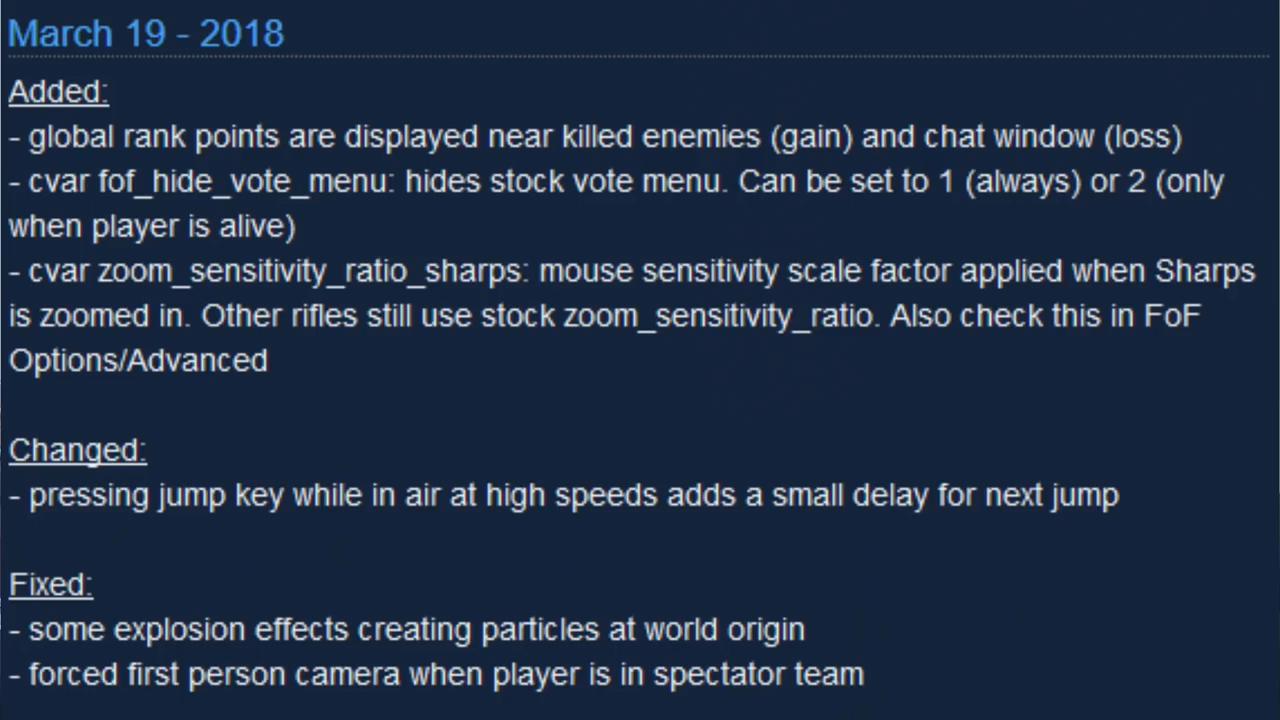 March 19 - 2018
Added:
- global rank points are displayed near killed enemies (gain) and chat window (loss)
- cvar fof_hide_vote_menu: hides stock vote menu. Can be set to 1 (always) or 2 (only
when player is alive)
- cvar zoom_sensitivity_ratio_sharps: mouse sensitivity scale factor applied when Sharps
is zoomed in. Other rifles still use stock zoom_sensitivity_ratio. Also check this in FoF
Options/Advanced
Changed:
- pressing jump key while in air at high speeds adds a small delay for next jump
Fixed:
- some explosion effects creating particles at world origin
- forced first person camera when player is in spectator team